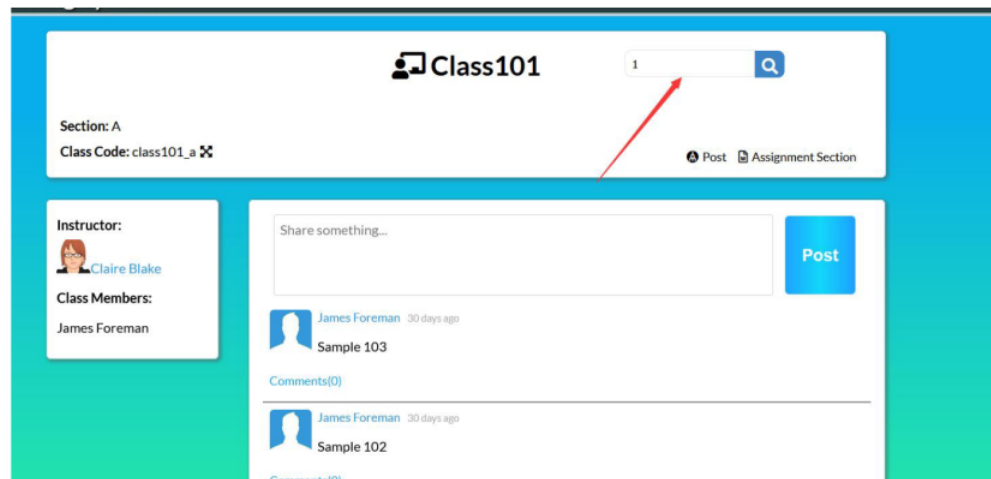 Class101
1
Section: A
Class Code: class101_a
Post Assignment Section
Instructor:
Claire Blake
Class Members:
James Foreman
Share something...
Post
James Foreman 30 days ago
Sample 103
Comments(0)
James Foreman 30 days ago
Sample 102